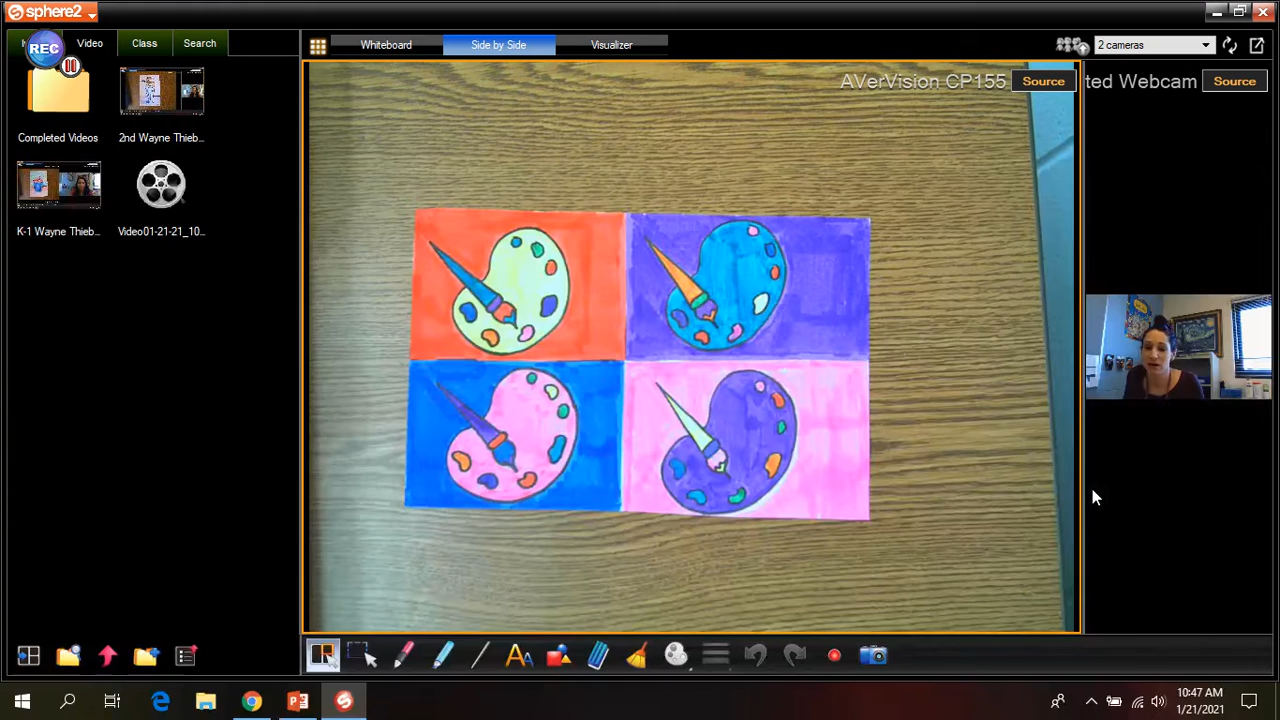 sphere2
REC
Video
Class
Search
Whiteboard
Side by Side
Visualizer
2 cameras
AVerVision CP155
Source
ted Webcam
Source
Completed Videos
2nd Wayne Thieb...
K-1 Wayne Thieb...
Video01-21-21_10...
10:47 AM
1/21/2021